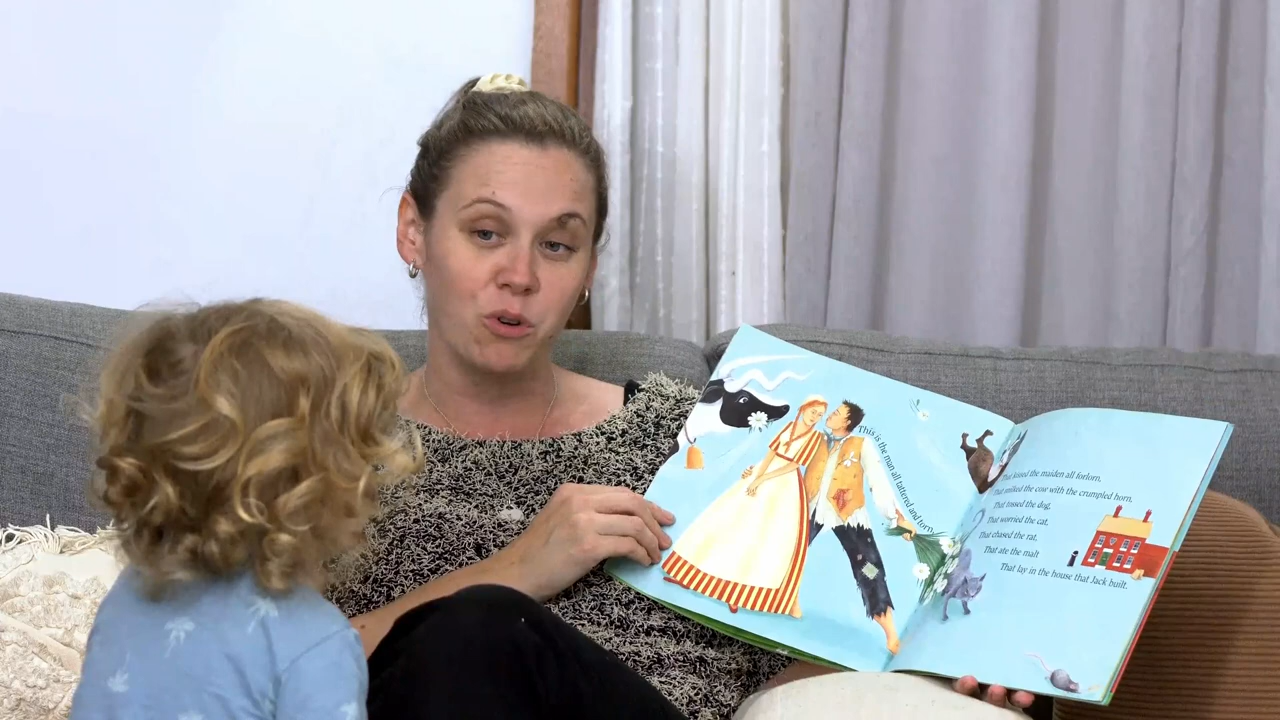 This is the man all tattered and torn,
That kissed the maiden all forlorn,
That milked the cow with the crumpled horn,
That tossed the dog,
That worried the cat,
That chased the rat,
That ate the malt
That lay in the house that Jack built.